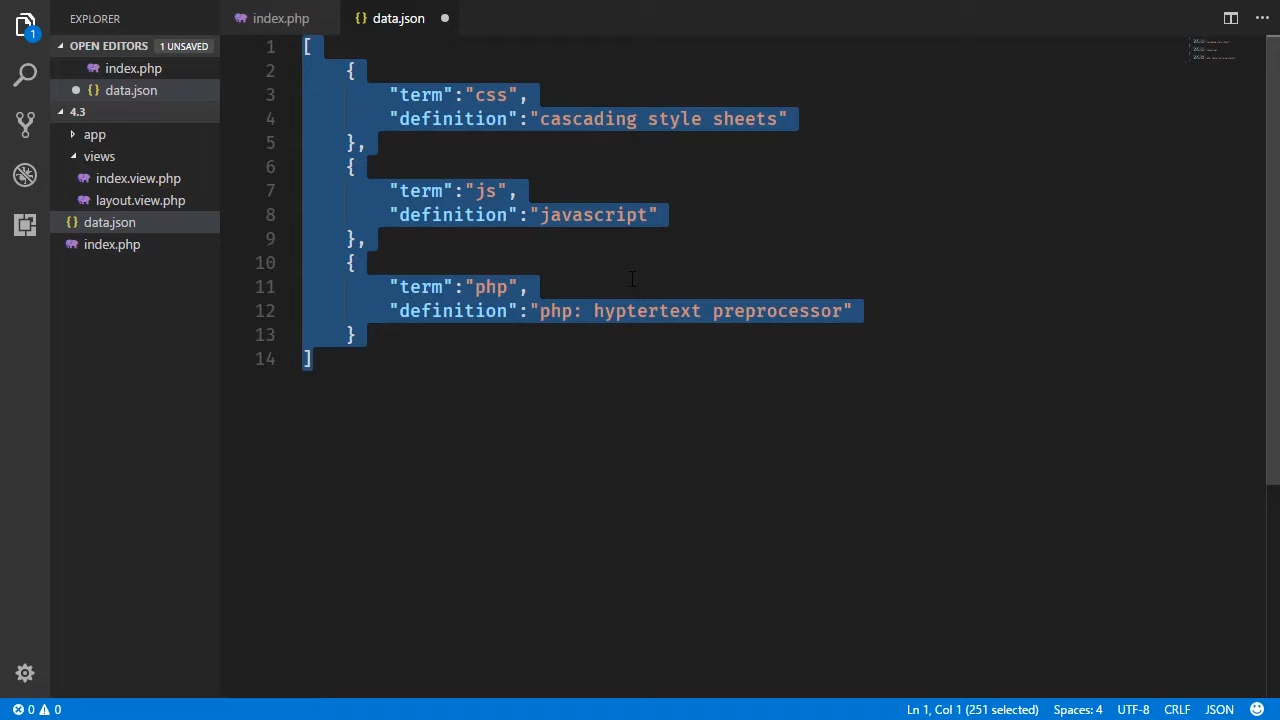 EXPLORER
index.php
data.json
OPEN EDITORS 1 UNSAVED
index.php
data.json
4.3
app
views
index.view.php
layout.view.php
data.json
index.php
1
1 [
2 {
3 "term":"css",
4 "definition":"cascading style sheets"
5 },
6 {
7 "term":"js",
8 "definition":"javascript"
9 },
10 {
11 "term":"php",
12 "definition":"php: hyptertext preprocessor"
13 }
14 ]
0 0 Ln 1, Col 1 (251 selected) Spaces: 4 UTF-8 CRLF JSON